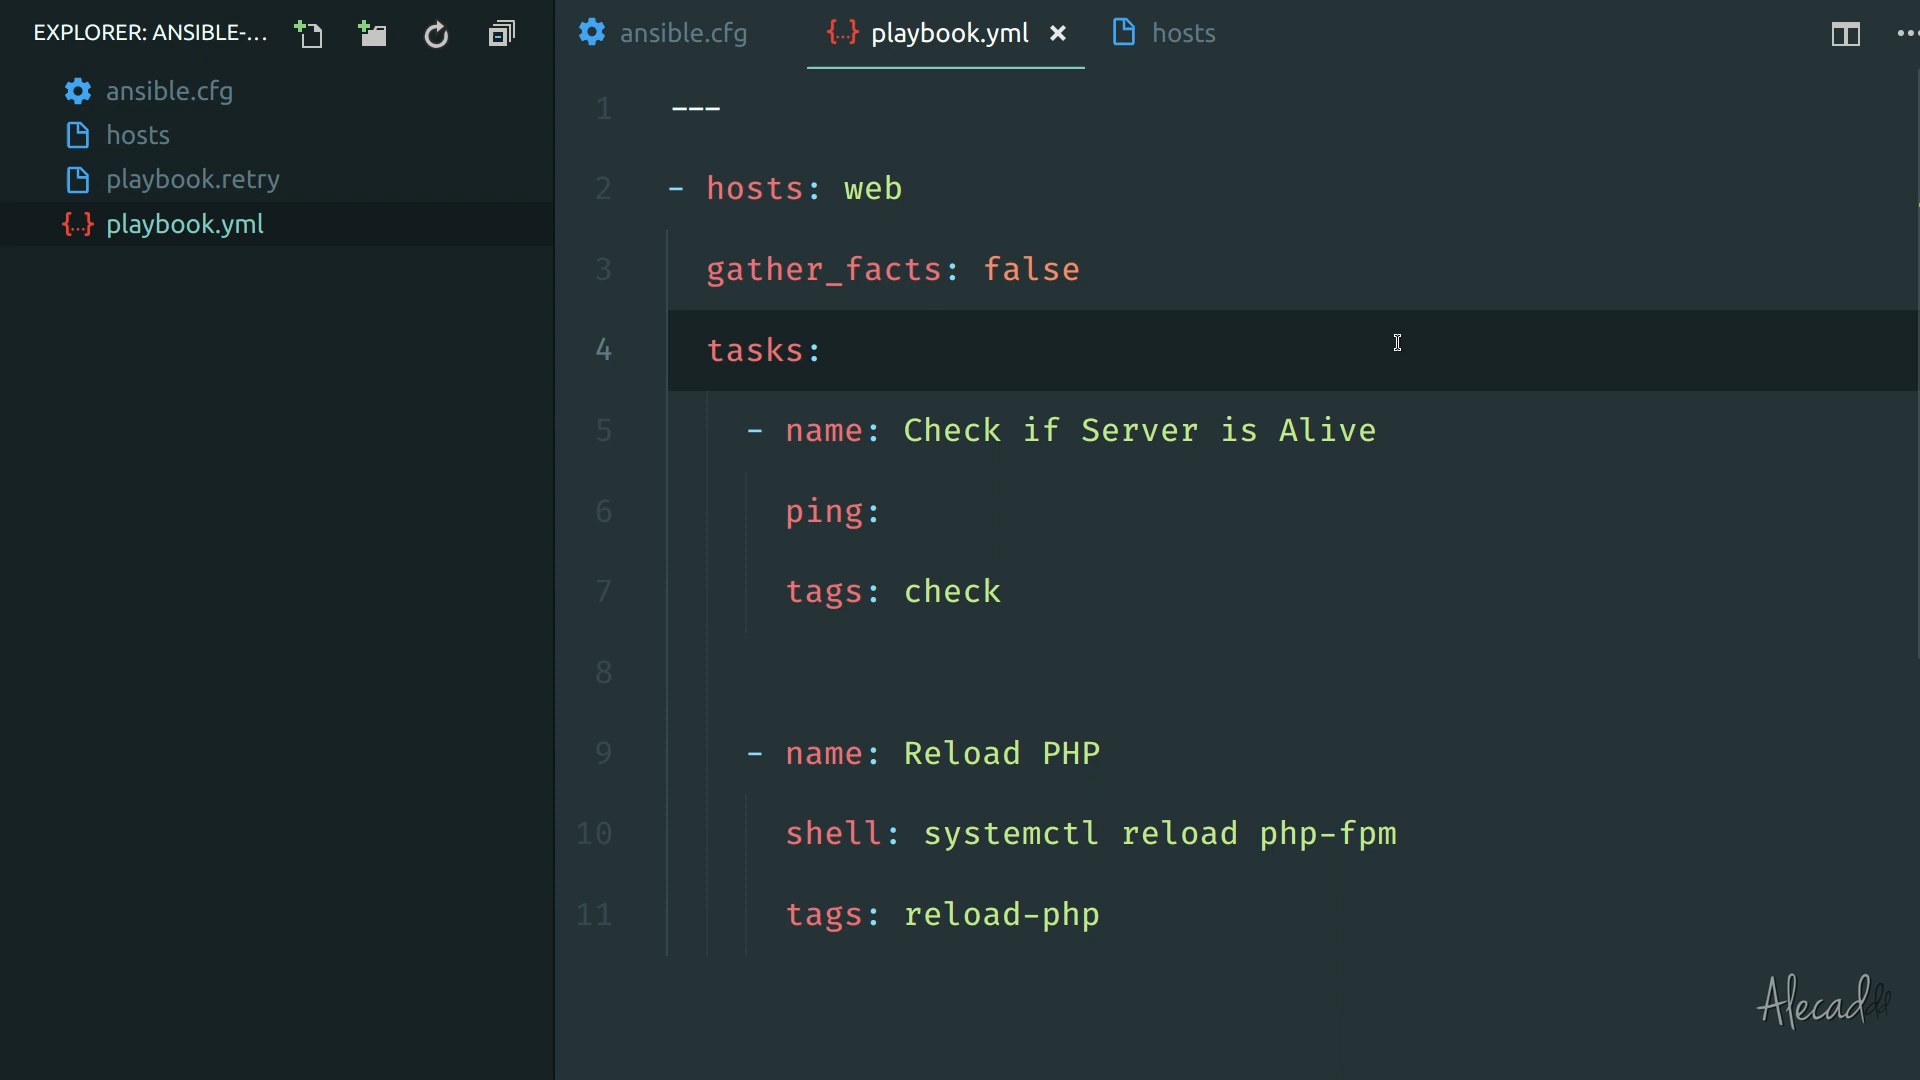 EXPLORER: ANSIBLE-...
ansible.cfg
hosts
playbook.retry
{...} playbook.yml
ansible.cfg
{...} playbook.yml
hosts
1 ---
2 - hosts: web
3 gather_facts: false
4 tasks:
5 - name: Check if Server is Alive
6 ping:
7 tags: check
8
9 - name: Reload PHP
10 shell: systemctl reload php-fpm
11 tags: reload-php
Alecaddd